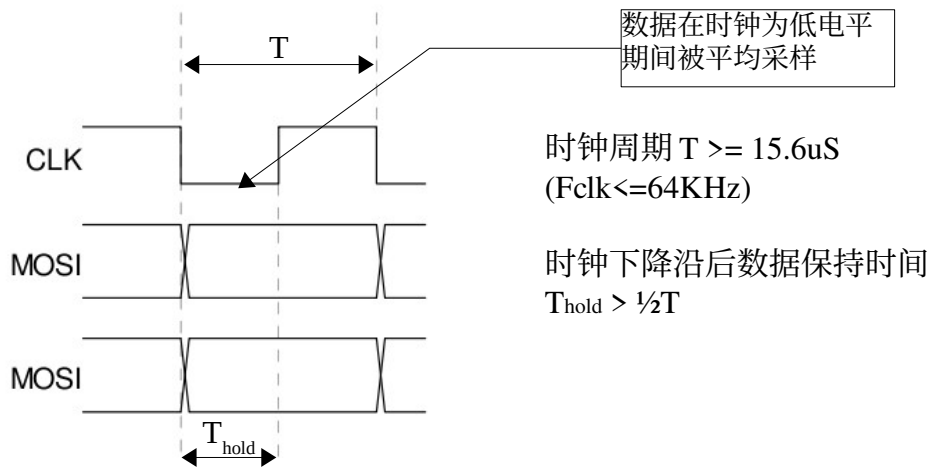 T
数据在时钟为低电平
期间被平均采样
CLK
时钟周期 T >= 15.6uS
(Fclk<=64KHz)
MOSI
时钟下降沿后数据保持时间
Thold > ½T
MOSI
Thold